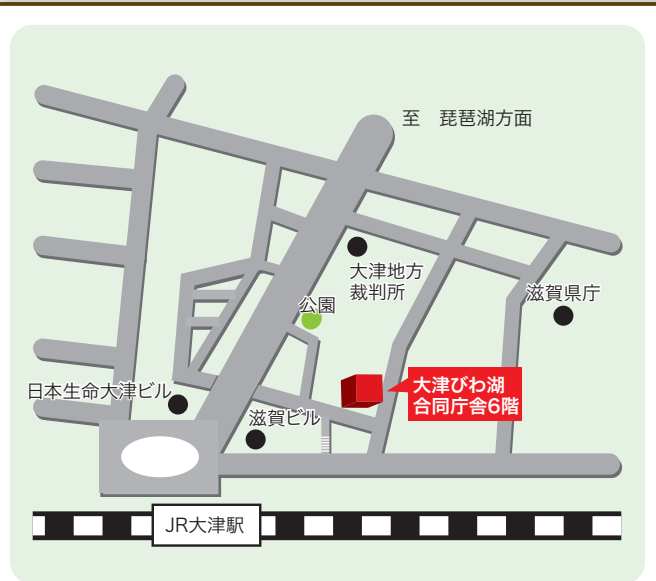 至　琵琶湖方面
大津地方
裁判所
滋賀県庁
公園
大津びわ湖
合同庁舎6階
日本生命大津ビル
滋賀ビル
JR大津駅